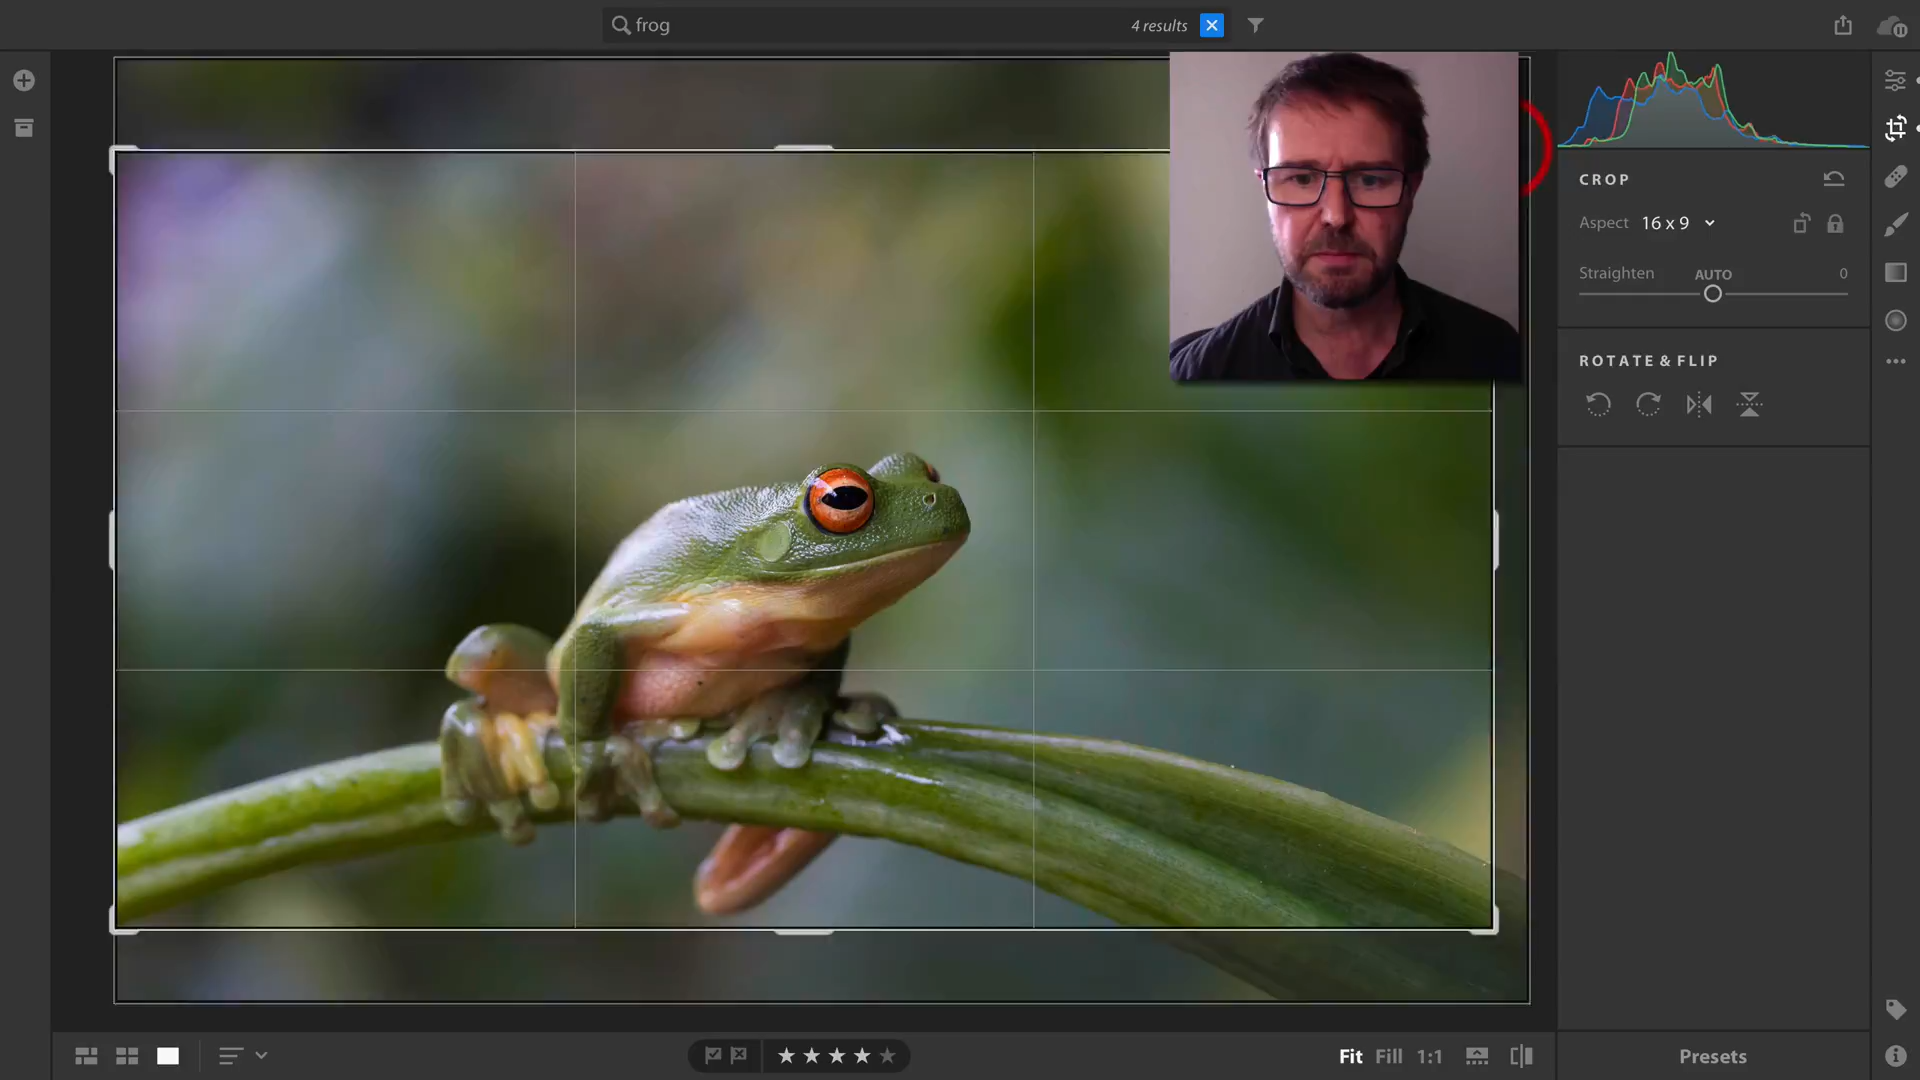 frog
4 results
CROP
Aspect 16 x 9
Straighten AUTO 0
ROTATE & FLIP
Fit Fill 1:1
Presets